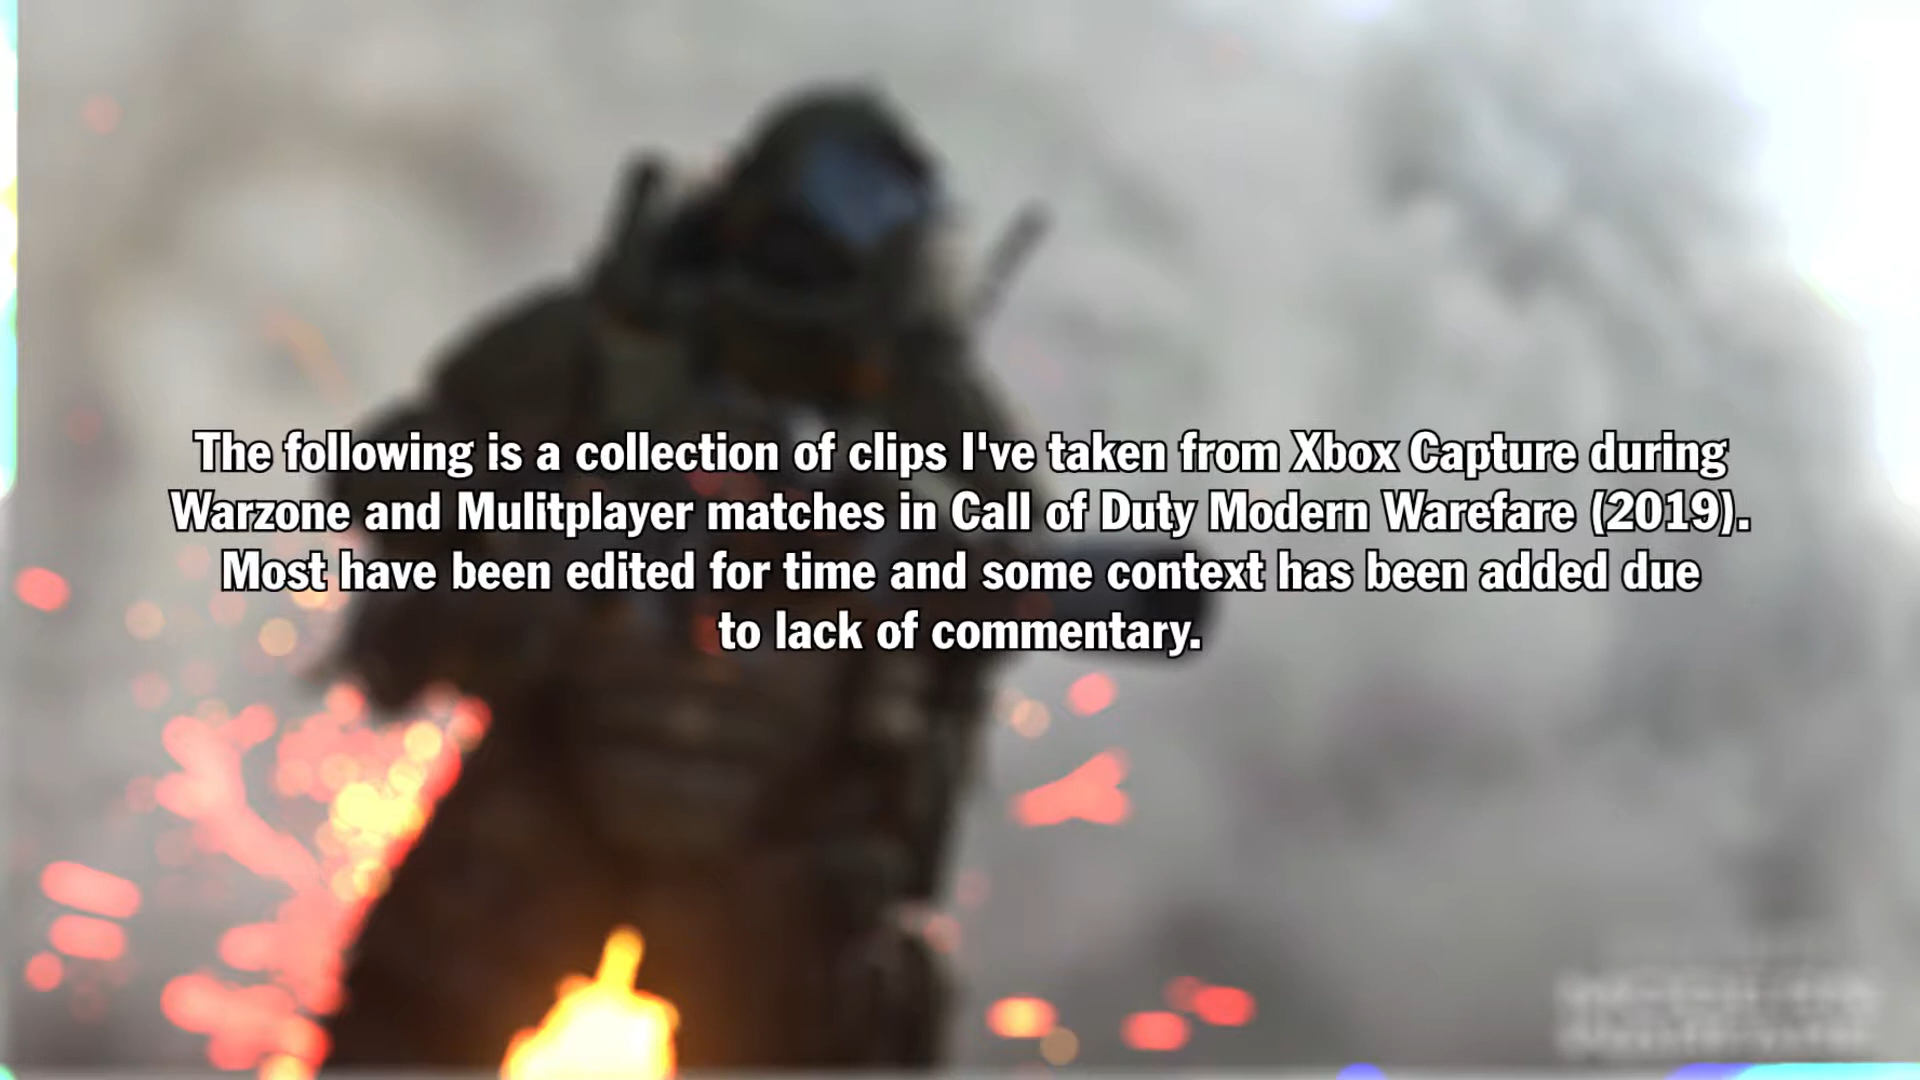 The following is a collection of clips I've taken from Xbox Capture during
Warzone and Mulitplayer matches in Call of Duty Modern Warefare (2019).
Most have been edited for time and some context has been added due
to lack of commentary.